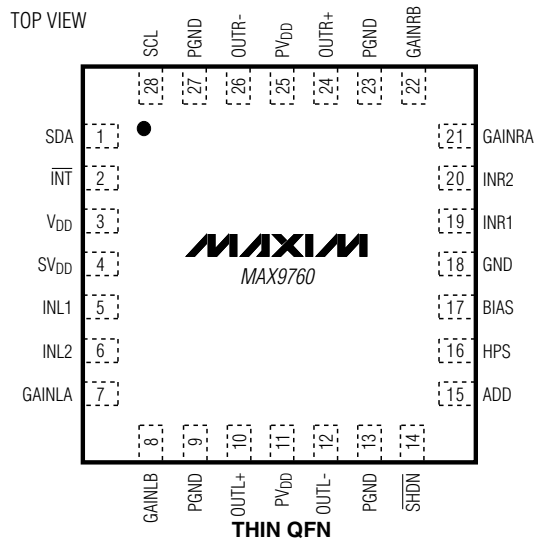 TOP VIEW
SCL PGND OUTR- PVDD OUTR+ PGND GAINRB
28 27 26 25 24 23 22
SDA 1 21 GAINRA
I̅N̅T̅ 2 20 INR2
VDD 3 19 INR1
SVDD 4 18 GND
INL1 5 17 BIAS
INL2 6 16 HPS
GAINLA 7 15 ADD
MAXIM
MAX9760
8 9 10 11 12 13 14
GAINLB PGND OUTL+ PVDD OUTL- PGND S̅H̅D̅N̅
THIN QFN